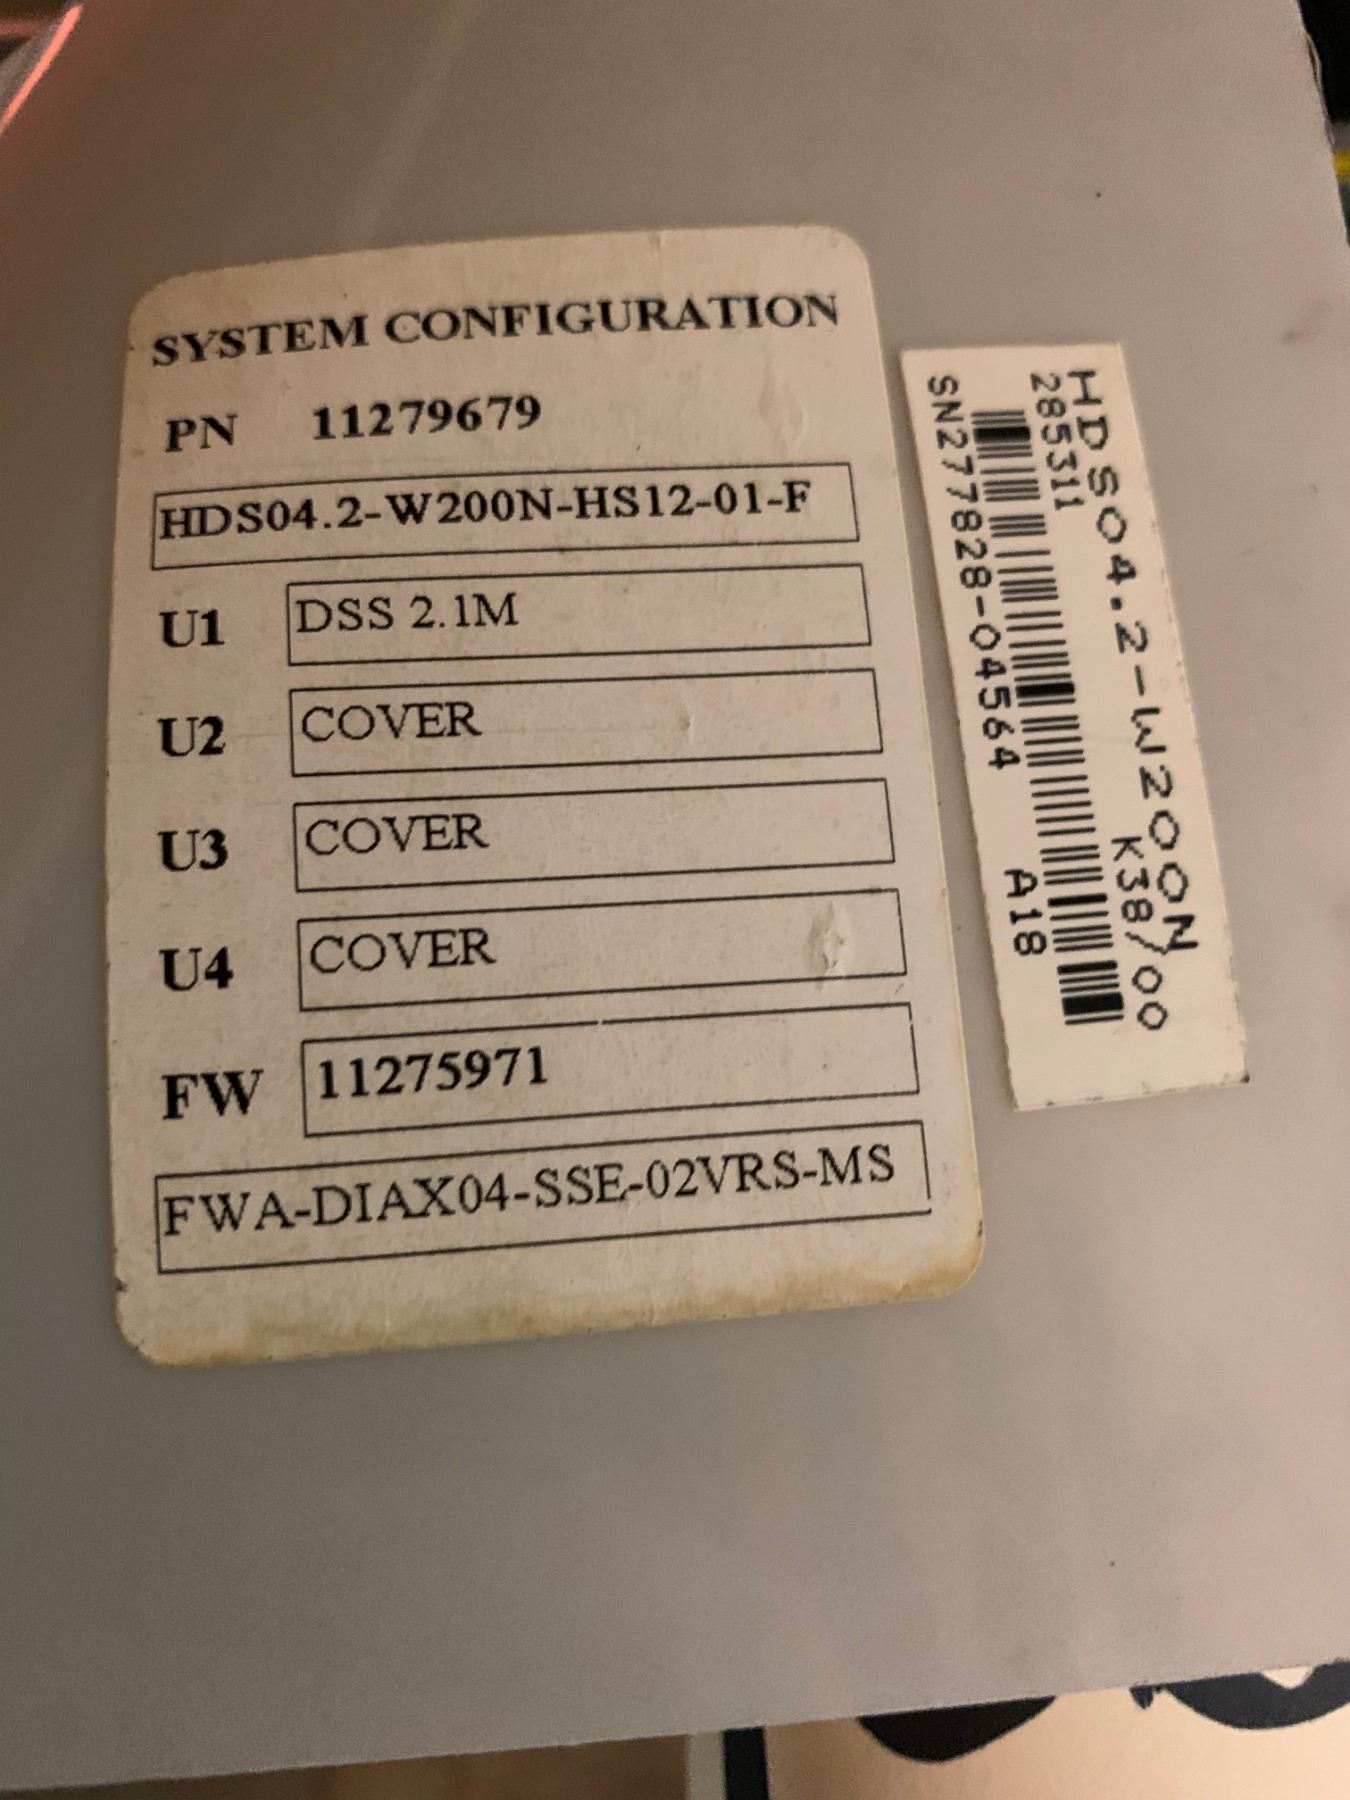 SYSTEM CONFIGURATION
PN 11279679
HDS04.2-W200N-HS12-01-F
U1 DSS 2.1M
U2 COVER
U3 COVER
U4 COVER
FW 11275971
FWA-DIAX04-SSE-02VRS-MS
HDS04.2-W200N
285311 K38/00
SN277828-04564 A18